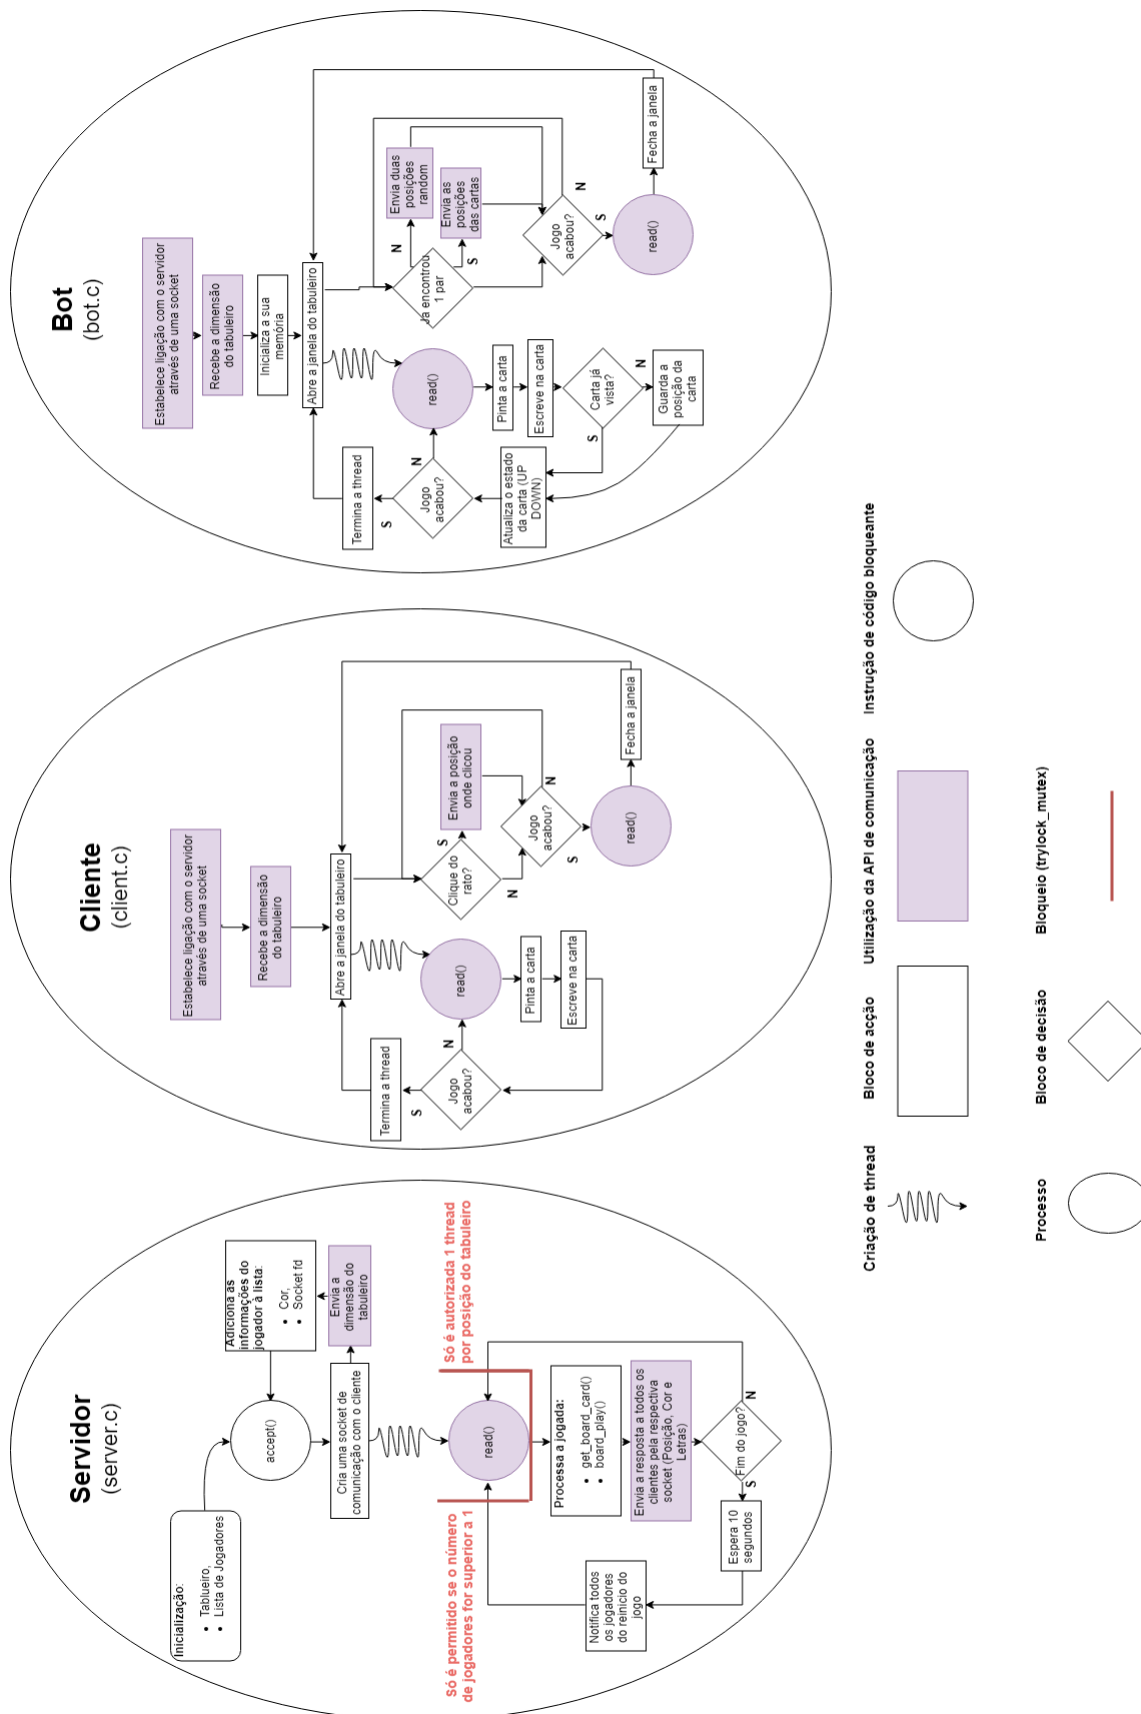 Servidor
(server.c)
Inicialização:
Tablueiro,
Lista de Jogadores
accept()
Adiciona as
informações do
jogador à lista:
Cor,
Socket fd
Cria uma socket de
comunicação com o cliente
Envia a
dimensão do
tabuleiro
Só é permitido se o número
de jogadores for superior a 1
Só é autorizada 1 thread
por posição do tabuleiro
read()
Processa a jogada:
get_board_card()
board_play()
Envia a resposta a todos os
clientes pela respectiva
socket (Posição, Cor e
Letras)
Fim do jogo?
N
S
Espera 10
segundos
Notifica todos
os jogadores
do reinicio do
jogo
Cliente
(client.c)
Estabelece ligação com o servidor
através de uma socket
Recebe a dimensão
do tabuleiro
Abre a janela do tabuleiro
Termina a thread
S
Jogo
acabou?
N
read()
Pinta a carta
Escreve na carta
Clique do
rato?
S
N
Envia a posição
onde clicou
Jogo
acabou?
N
S
read()
Fecha a janela
Bot
(bot.c)
Estabelece ligação com o servidor
através de uma socket
Recebe a dimensão
do tabuleiro
Inicializa a sua
memória
Abre a janela do tabuleiro
Termina a thread
S
Jogo
acabou?
N
read()
Pinta a carta
Escreve na carta
Carta já
vista?
S
N
Guarda a
posição da
carta
Atualiza o estado
da carta (UP
DOWN)
Já encontrou
1 par
N
S
Envia duas
posições
random
Envia as
posições
das cartas
Jogo
acabou?
N
S
read()
Fecha a janela
Criação de thread
Bloco de acção
Utilização da API de comunicação
Instrução de código bloqueante
Processo
Bloco de decisão
Bloqueio (trylock_mutex)